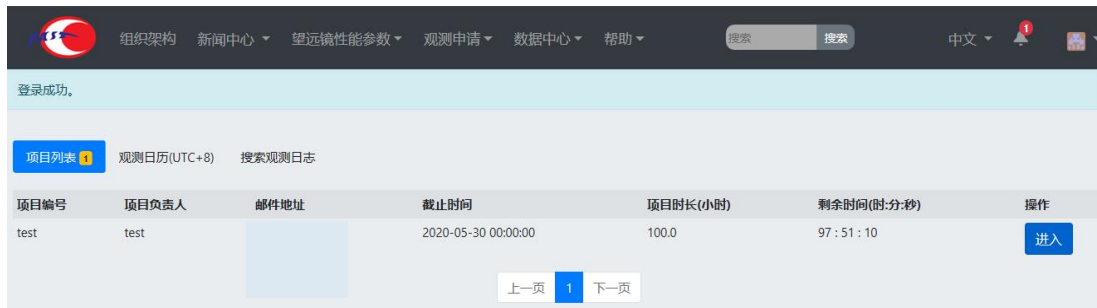 FAST 组织架构 新闻中心 望远镜性能参数 观测申请 数据中心 帮助 搜索 搜索 中文 1
登录成功。
项目列表 1 观测日历(UTC+8) 搜索观测日志
项目编号 项目负责人 邮件地址 截止时间 项目时长(小时) 剩余时间(时:分:秒) 操作
test test 2020-05-30 00:00:00 100.0 97 : 51 : 10 进入
上一页 1 下一页